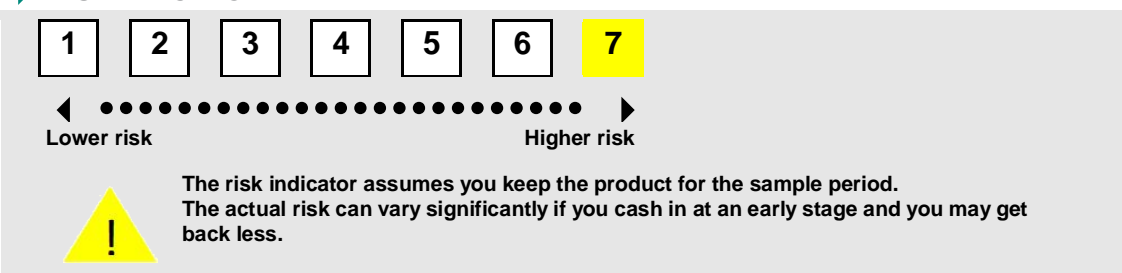 1 2 3 4 5 6 7
Lower risk Higher risk
The risk indicator assumes you keep the product for the sample period.
The actual risk can vary significantly if you cash in at an early stage and you may get
back less.
!